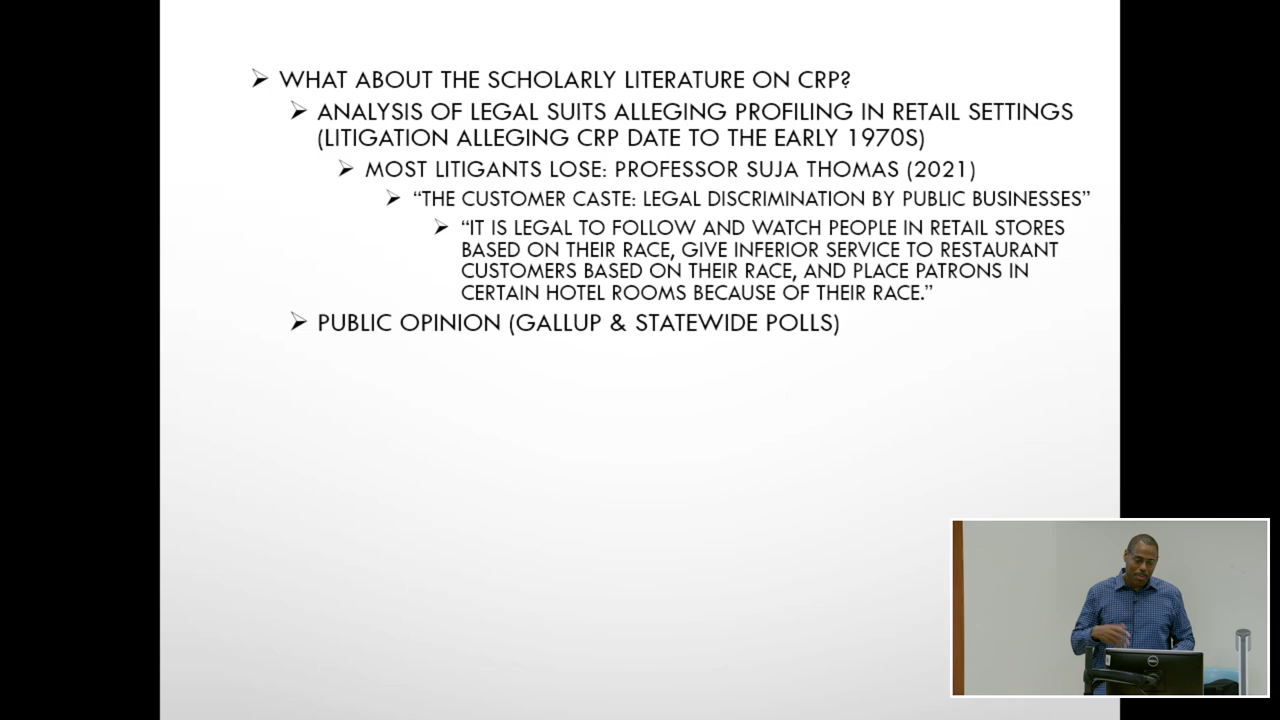 WHAT ABOUT THE SCHOLARLY LITERATURE ON CRP?
ANALYSIS OF LEGAL SUITS ALLEGING PROFILING IN RETAIL SETTINGS
(LITIGATION ALLEGING CRP DATE TO THE EARLY 1970S)
MOST LITIGANTS LOSE: PROFESSOR SUJA THOMAS (2021)
“THE CUSTOMER CASTE: LEGAL DISCRIMINATION BY PUBLIC BUSINESSES”
“IT IS LEGAL TO FOLLOW AND WATCH PEOPLE IN RETAIL STORES
BASED ON THEIR RACE, GIVE INFERIOR SERVICE TO RESTAURANT
CUSTOMERS BASED ON THEIR RACE, AND PLACE PATRONS IN
CERTAIN HOTEL ROOMS BECAUSE OF THEIR RACE.”
PUBLIC OPINION (GALLUP & STATEWIDE POLLS)
DELL